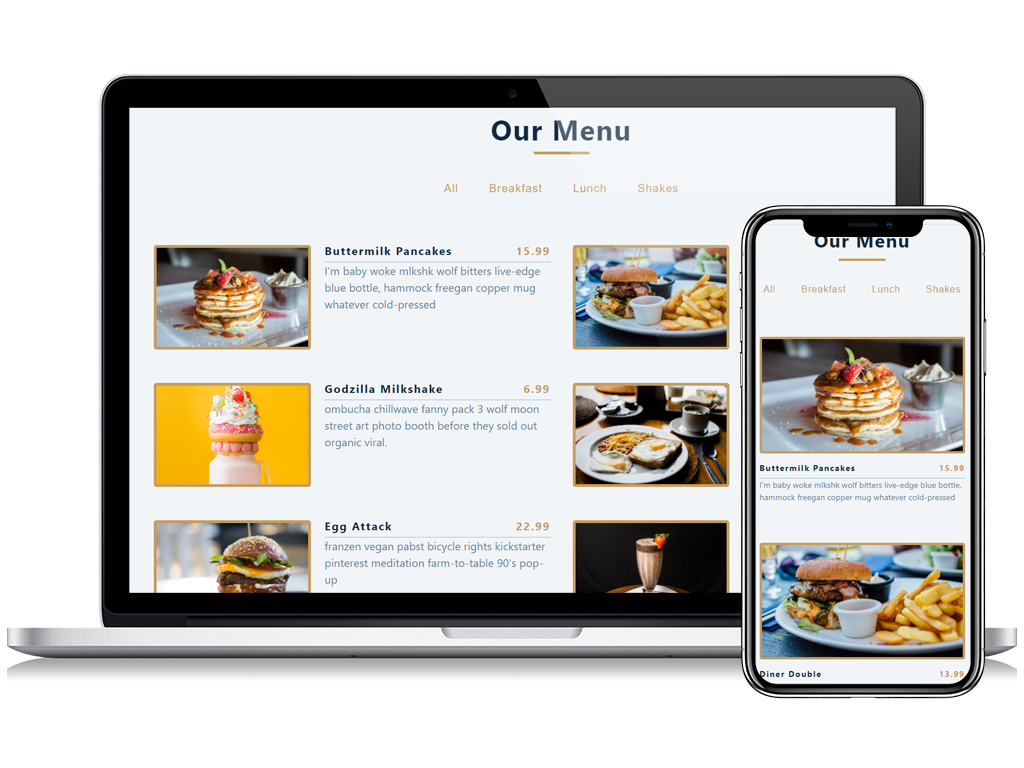 Our Menu
All Breakfast Lunch Shakes
Buttermilk Pancakes 15.99
I'm baby woke mlkshk wolf bitters live-edge
blue bottle, hammock freegan copper mug
whatever cold-pressed
Godzilla Milkshake 6.99
ombucha chillwave fanny pack 3 wolf moon
street art photo booth before they sold out
organic viral.
Egg Attack 22.99
franzen vegan pabst bicycle rights kickstarter
pinterest meditation farm-to-table 90's pop-
up
Our Menu
All Breakfast Lunch Shakes
Buttermilk Pancakes 15.99
I'm baby woke mlkshk wolf bitters live-edge blue bottle,
hammock freegan copper mug whatever cold-pressed
Diner Double 13.99